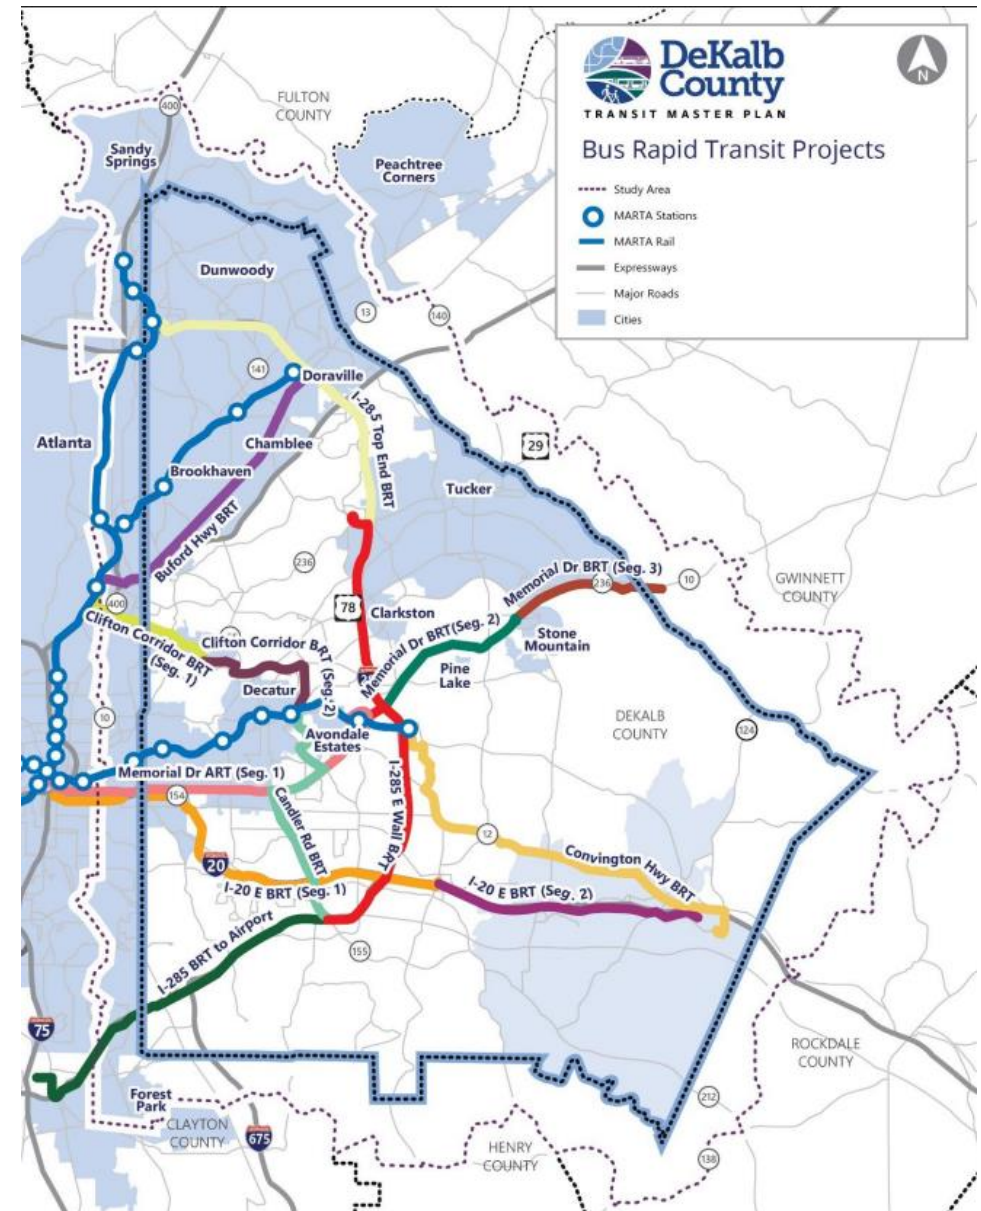 DeKalb
County
TRANSIT MASTER PLAN
N
Bus Rapid Transit Projects
Study Area
MARTA Stations
MARTA Rail
Expressways
Major Roads
Cities
FULTON
COUNTY
400
Sandy
Springs
Peachtree
Corners
Dunwoody
13
140
141
Doraville
I-285 Top End BRT
Atlanta
Chamblee
29
Brookhaven
Tucker
Buford Hwy BRT
236
Memorial Dr BRT (Seg. 3)
236
10
GWINNETT
COUNTY
78
400
Clarkston
Clifton Corridor BRT
(Seg. 1)
Clifton Corridor BRT (Seg. 2)
Memorial Dr BRT(Seg. 2)
Stone
Mountain
Pine
Lake
Decatur
10
Avondale
Estates
DEKALB
COUNTY
124
Memorial Dr ART (Seg. 1)
154
Candler Rd BRT
I-285 E Wall BRT
12
Convington Hwy BRT
20
I-20 E BRT (Seg. 1)
I-20 E BRT (Seg. 2)
I-285 BRT to Airport
155
75
ROCKDALE
COUNTY
Forest
Park
212
CLAYTON
COUNTY
675
HENRY
COUNTY
138